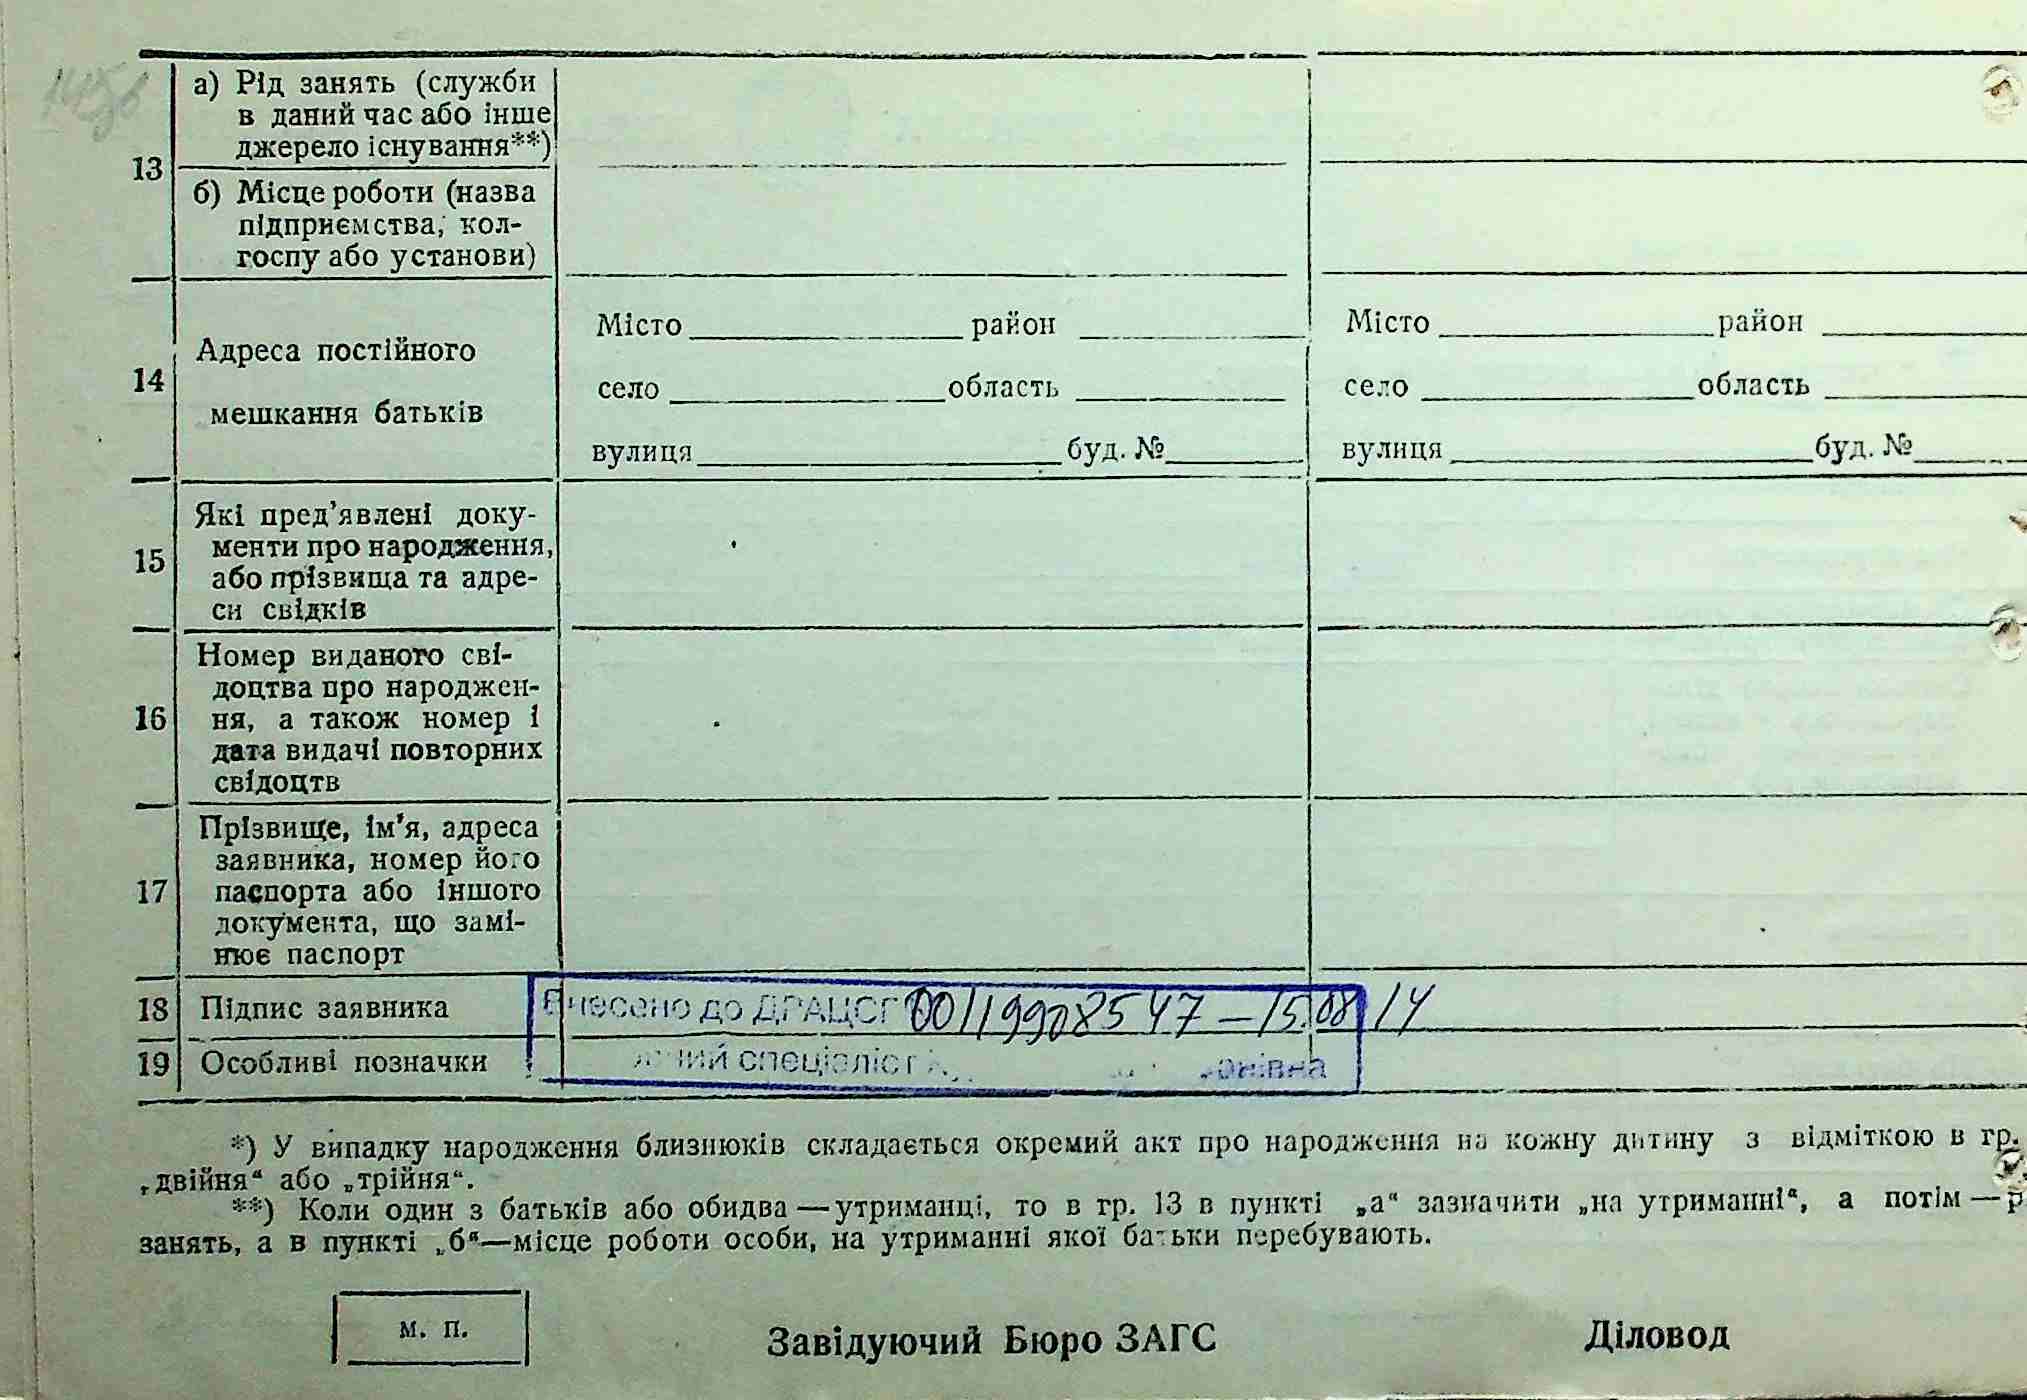 13
а) Рід занять (служби
в даний час або інше
джерело існування**)
б) Місце роботи (назва
підприємства, кол-
госпу або установи)
14
Адреса постійного
мешкання батьків
Місто район
село область
вулиця буд. №
Місто район
село область
вулиця буд. №
15
Які пред’явлені доку-
менти про народження,
або прізвища та адре-
си свідків
16
Номер виданого сві-
доцтва про народжен-
ня, а також номер і
дата видачі повторних
свідоцтв
17
Прізвище, ім’я, адреса
заявника, номер його
паспорта або іншого
документа, що замі-
нює паспорт
18 Підпис заявника
Внесено до ДРАЦСГ 00119908547 — 15.08.14
19 Особливі позначки
спеціаліст
*) У випадку народження близнюків складається окремий акт про народження на кожну дитину з відміткою в гр.
„двійня“ або „трійня“.
**) Коли один з батьків або обидва — утриманці, то в гр. 13 в пункті „а“ зазначити „на утриманні“, а потім —
занять, а в пункті „б“—місце роботи особи, на утриманні якої батьки перебувають.
м. п.
Завідуючий Бюро ЗАГС
Діловод